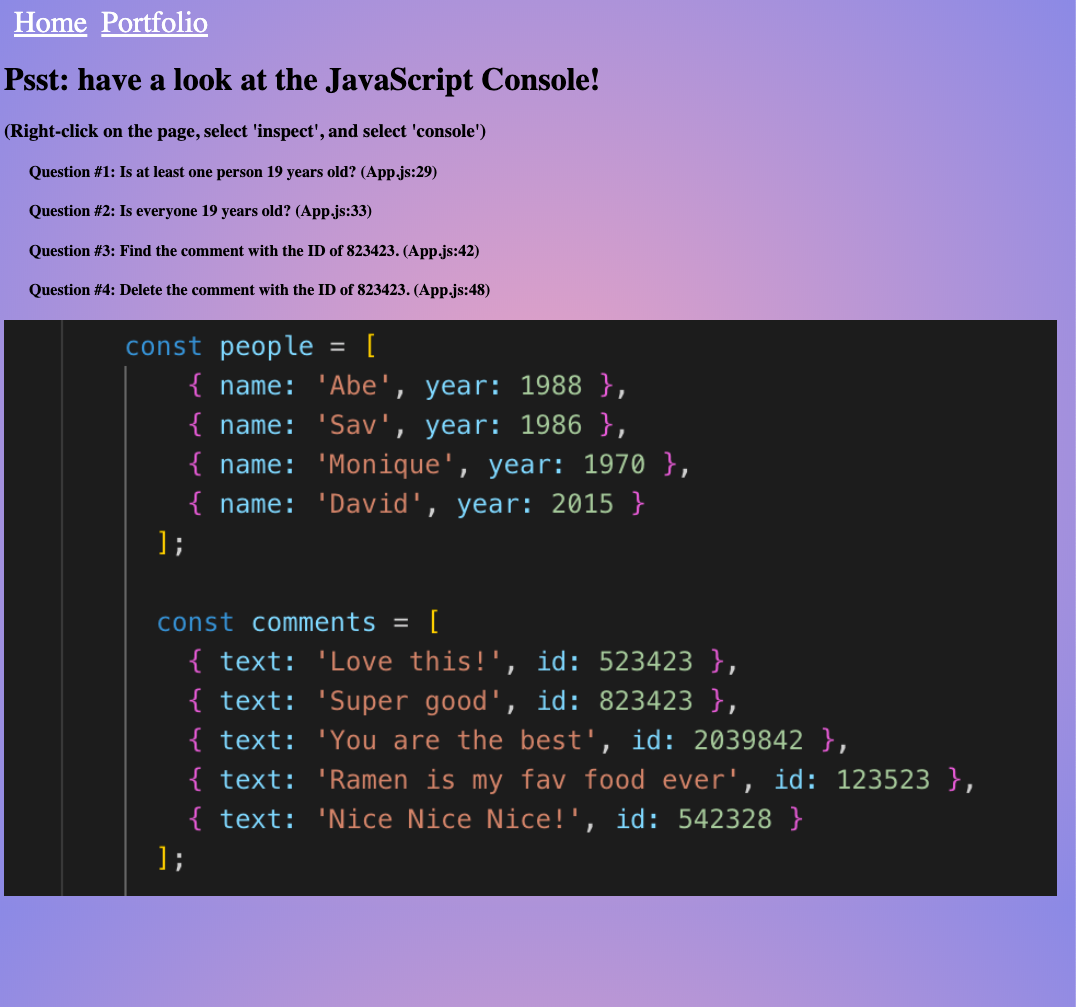 Home Portfolio
Psst: have a look at the JavaScript Console!
(Right-click on the page, select 'inspect', and select 'console')
Question #1: Is at least one person 19 years old? (App.js:29)
Question #2: Is everyone 19 years old? (App.js:33)
Question #3: Find the comment with the ID of 823423. (App.js:42)
Question #4: Delete the comment with the ID of 823423. (App.js:48)
const people = [
{ name: 'Abe', year: 1988 },
{ name: 'Sav', year: 1986 },
{ name: 'Monique', year: 1970 },
{ name: 'David', year: 2015 }
];
const comments = [
{ text: 'Love this!', id: 523423 },
{ text: 'Super good', id: 823423 },
{ text: 'You are the best', id: 2039842 },
{ text: 'Ramen is my fav food ever', id: 123523 },
{ text: 'Nice Nice Nice!', id: 542328 }
];